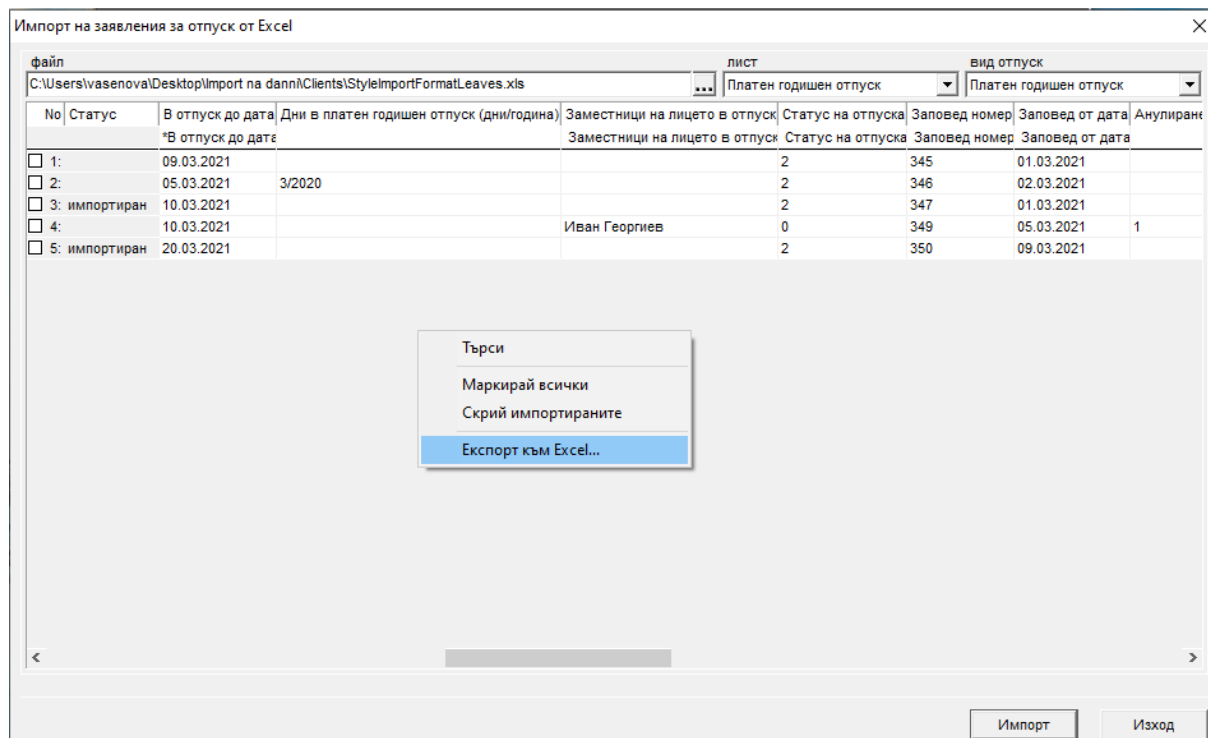 Импорт на заявления за отпуск от Excel
файл лист вид отпуск
C:\Users\vasenova\Desktop\Import na danni\Clients\StyleImportFormatLeaves.xls ... Платен годишен отпуск Платен годишен отпуск
No Статус В отпуск до дата Дни в платен годишен отпуск (дни/година) Заместници на лицето в отпуск Статус на отпуска Заповед номер Заповед от дата Анулиране
*В отпуск до дата Заместници на лицето в отпуск Статус на отпуска Заповед номер Заповед от дата
1: 09.03.2021 2 345 01.03.2021
2: 05.03.2021 3/2020 2 346 02.03.2021
3: импортиран 10.03.2021 2 347 01.03.2021
4: 10.03.2021 Иван Георгиев 0 349 05.03.2021 1
5: импортиран 20.03.2021 2 350 09.03.2021
Търси
Маркирай всички
Скрий импортираните
Експорт към Excel...
Импорт Изход